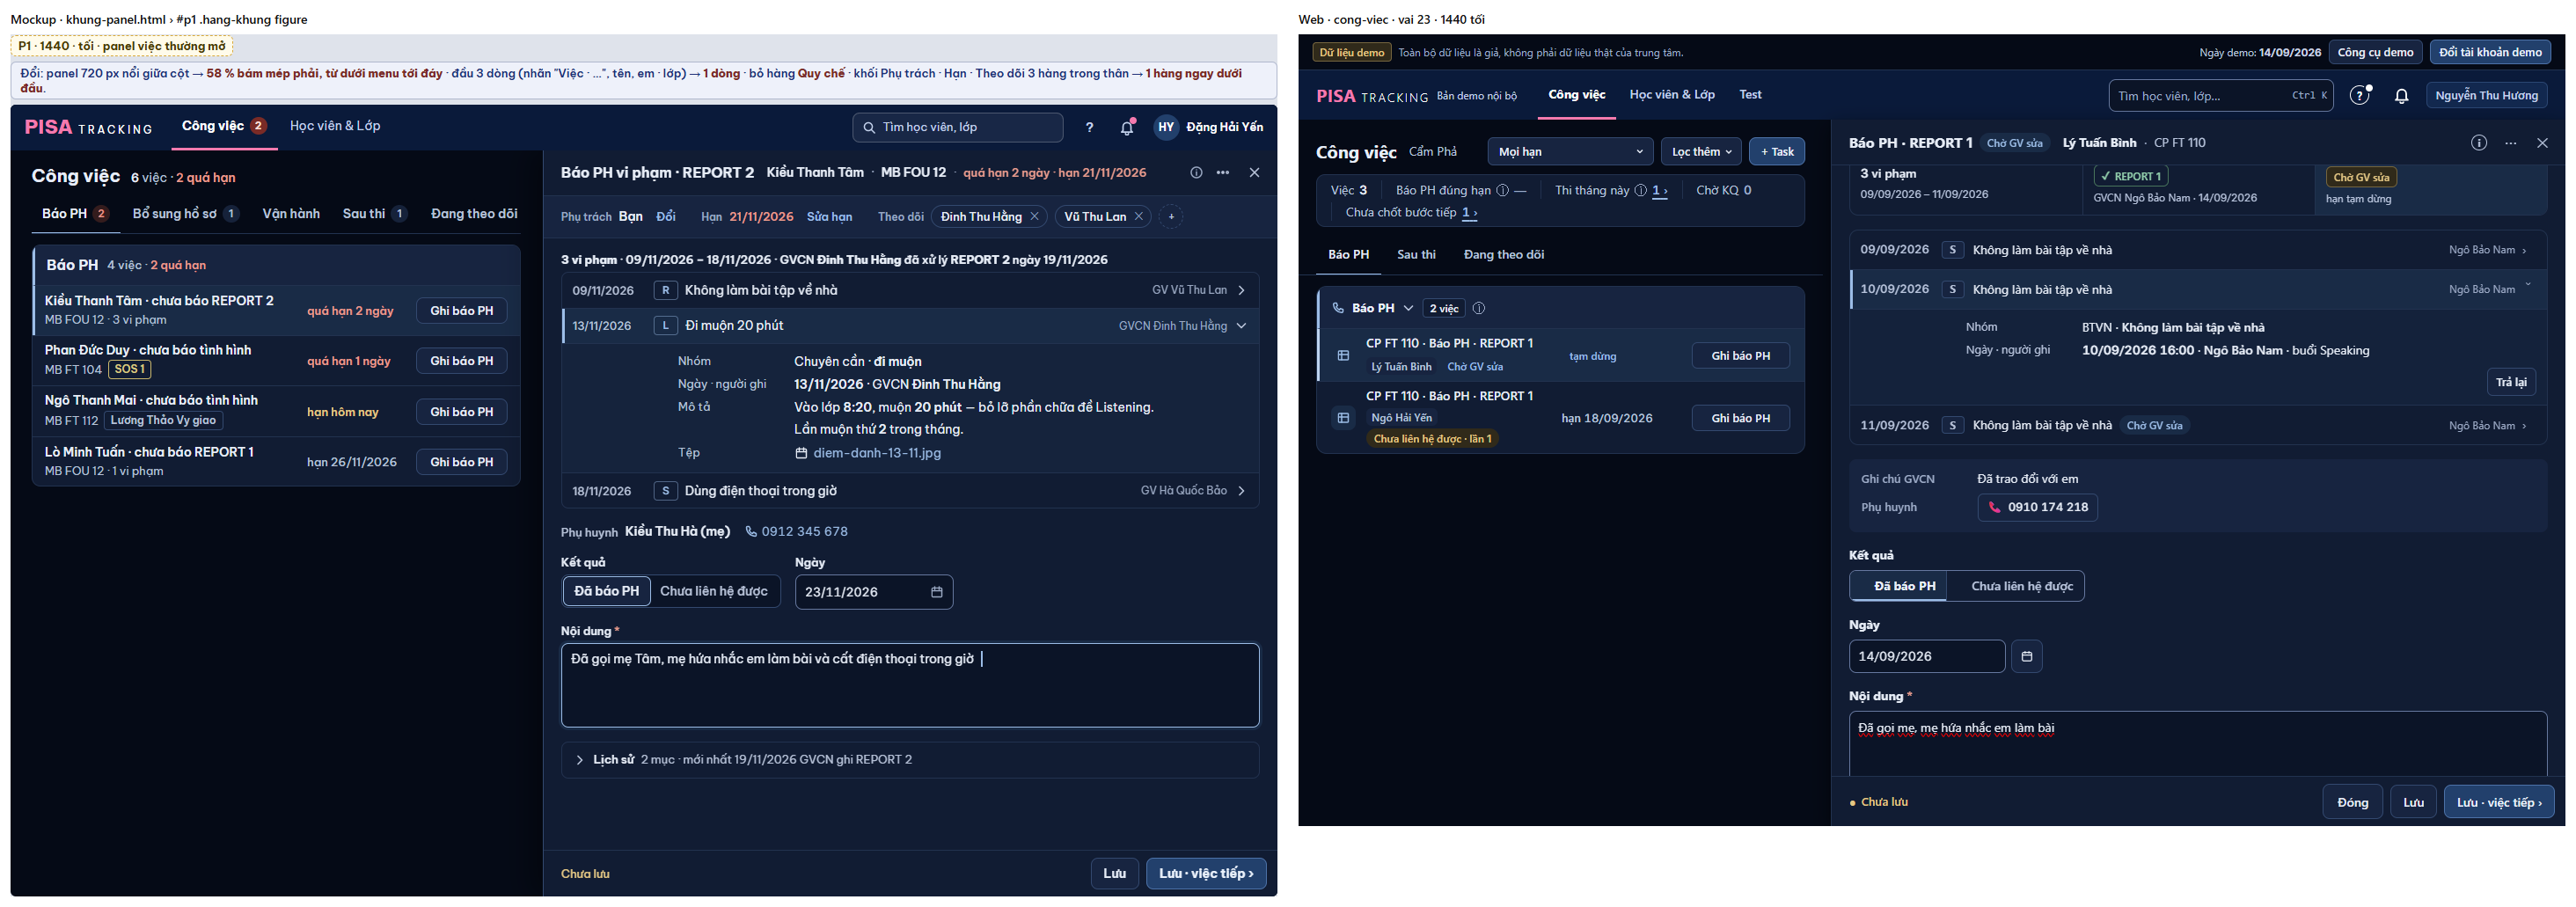 Mockup · khung-panel.html › #p1 .hang-khung figure
P1 · 1440 · tối · panel việc thường mở
Đổi: panel 720 px nổi giữa cột → 58 % bám mép phải, từ dưới menu tới đáy · đầu 3 dòng (nhãn "Việc · ...", tên, em · lớp) → 1 dòng · bỏ hàng Quy chế · khối Phụ trách · Hạn · Theo dõi 3 hàng trong thân → 1 hàng ngay dưới
đầu.
PISA TRACKING Công việc 2 Học viên & Lớp Tìm học viên, lớp ? HY Đặng Hải Yến
Công việc 6 việc · 2 quá hạn
Báo PH 2 Bổ sung hồ sơ 1 Vận hành Sau thi 1 Đang theo dõi
Báo PH 4 việc · 2 quá hạn
Kiều Thanh Tâm · chưa báo REPORT 2
MB FOU 12 · 3 vi phạm
quá hạn 2 ngày
Ghi báo PH
Phan Đức Duy · chưa báo tình hình
MB FT 104 SOS 1
quá hạn 1 ngày
Ghi báo PH
Ngô Thanh Mai · chưa báo tình hình
MB FT 112 Lương Thảo Vy giao
hạn hôm nay
Ghi báo PH
Lò Minh Tuấn · chưa báo REPORT 1
MB FOU 12 · 1 vi phạm
hạn 26/11/2026
Ghi báo PH
Báo PH vi phạm · REPORT 2 Kiều Thanh Tâm · MB FOU 12 · quá hạn 2 ngày · hạn 21/11/2026
Phụ trách Bạn Đổi Hạn 21/11/2026 Sửa hạn Theo dõi Đinh Thu Hằng Vũ Thu Lan +
3 vi phạm · 09/11/2026 – 18/11/2026 · GVCN Đinh Thu Hằng đã xử lý REPORT 2 ngày 19/11/2026
09/11/2026 R Không làm bài tập về nhà GV Vũ Thu Lan
13/11/2026 L Đi muộn 20 phút GVCN Đinh Thu Hằng
Nhóm Chuyên cần · đi muộn
Ngày · người ghi 13/11/2026 · GVCN Đinh Thu Hằng
Mô tả Vào lớp 8:20, muộn 20 phút — bỏ lỡ phần chữa đề Listening.
Lần muộn thứ 2 trong tháng.
Tệp diem-danh-13-11.jpg
18/11/2026 S Dùng điện thoại trong giờ GV Hà Quốc Bảo
Phụ huynh Kiều Thu Hà (mẹ) 0912 345 678
Kết quả Ngày
Đã báo PH Chưa liên hệ được 23/11/2026
Nội dung *
Đã gọi mẹ Tâm, mẹ hứa nhắc em làm bài và cất điện thoại trong giờ
Lịch sử 2 mục · mới nhất 19/11/2026 GVCN ghi REPORT 2
Chưa lưu Lưu Lưu · việc tiếp ›
Web · cong-viec · vai 23 · 1440 tối
Dữ liệu demo Toàn bộ dữ liệu là giả, không phải dữ liệu thật của trung tâm. Ngày demo: 14/09/2026 Công cụ demo Đổi tài khoản demo
PISA TRACKING Bản demo nội bộ Công việc Học viên & Lớp Test Tìm học viên, lớp... Ctrl K ? Nguyễn Thu Hương
Công việc Cẩm Phả Mọi hạn Lọc thêm + Task
Việc 3 Báo PH đúng hạn — Thi tháng này 1 › Chờ KQ 0
Chưa chốt bước tiếp 1 ›
Báo PH Sau thi Đang theo dõi
Báo PH 2 việc
CP FT 110 · Báo PH · REPORT 1
Lý Tuấn Bình Chờ GV sửa
tạm dừng
Ghi báo PH
CP FT 110 · Báo PH · REPORT 1
Ngô Hải Yến
Chưa liên hệ được · lần 1
hạn 18/09/2026
Ghi báo PH
Báo PH · REPORT 1 Chờ GV sửa Lý Tuấn Bình · CP FT 110
3 vi phạm
09/09/2026 – 11/09/2026
✓ REPORT 1
GVCN Ngô Bảo Nam · 14/09/2026
Chờ GV sửa
hạn tạm dừng
09/09/2026 S Không làm bài tập về nhà Ngô Bảo Nam ›
10/09/2026 S Không làm bài tập về nhà Ngô Bảo Nam
Nhóm BTVN · Không làm bài tập về nhà
Ngày · người ghi 10/09/2026 16:00 · Ngô Bảo Nam · buổi Speaking
Trả lại
11/09/2026 S Không làm bài tập về nhà Chờ GV sửa Ngô Bảo Nam ›
Ghi chú GVCN Đã trao đổi với em
Phụ huynh 0910 174 218
Kết quả
Đã báo PH Chưa liên hệ được
Ngày
14/09/2026
Nội dung *
Đã gọi mẹ, mẹ hứa nhắc em làm bài
Chưa lưu Đóng Lưu Lưu · việc tiếp ›